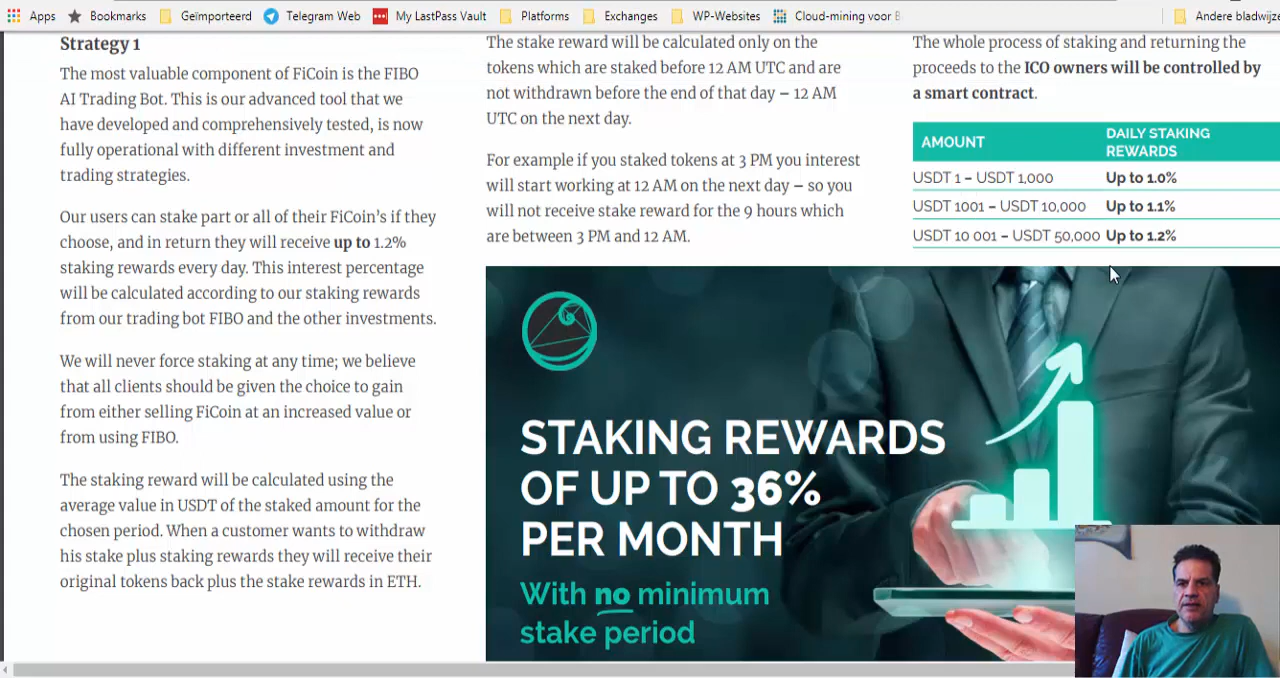 Apps
Bookmarks
Geïmporteerd
Telegram Web
My LastPass Vault
Platforms
Exchanges
WP-Websites
Cloud-mining voor
Andere bladwijze
Strategy 1
The most valuable component of FiCoin is the FIBO
AI Trading Bot. This is our advanced tool that we
have developed and comprehensively tested, is now
fully operational with different investment and
trading strategies.
Our users can stake part or all of their FiCoin's if they
choose, and in return they will receive up to 1.2%
staking rewards every day. This interest percentage
will be calculated according to our staking rewards
from our trading bot FIBO and the other investments.
We will never force staking at any time; we believe
that all clients should be given the choice to gain
from either selling FiCoin at an increased value or
from using FIBO.
The staking reward will be calculated using the
average value in USDT of the staked amount for the
chosen period. When a customer wants to withdraw
his stake plus staking rewards they will receive their
original tokens back plus the stake rewards in ETH.
The stake reward will be calculated only on the
tokens which are staked before 12 AM UTC and are
not withdrawn before the end of that day – 12 AM
UTC on the next day.
For example if you staked tokens at 3 PM you interest
will start working at 12 AM on the next day – so you
will not receive stake reward for the 9 hours which
are between 3 PM and 12 AM.
The whole process of staking and returning the
proceeds to the ICO owners will be controlled by
a smart contract.
AMOUNT DAILY STAKING REWARDS
USDT 1 – USDT 1,000 Up to 1.0%
USDT 1001 – USDT 10,000 Up to 1.1%
USDT 10 001 – USDT 50,000 Up to 1.2%
STAKING REWARDS
OF UP TO 36%
PER MONTH
With no minimum
stake period